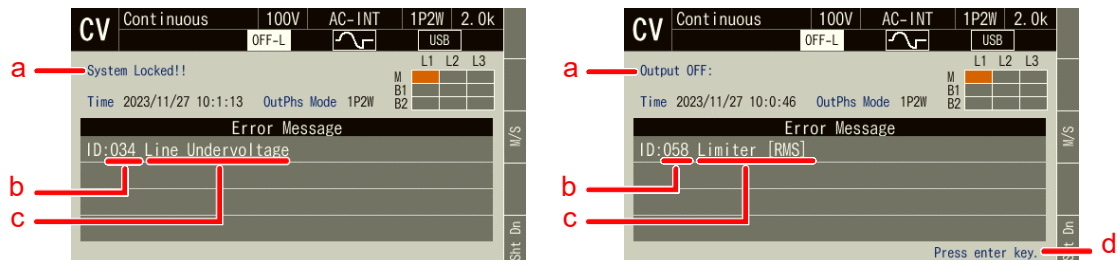 CV Continuous 100V AC-INT 1P2W 2.0k
OFF-L USB
a System Locked!! L1 L2 L3
M
B1
B2
Time 2023/11/27 10:1:13 OutPhs Mode 1P2W
Error Message
ID:034 Line Undervoltage
b
c
M/S
Sht Dn
CV Continuous 100V AC-INT 1P2W 2.0k
OFF-L USB
a Output OFF: L1 L2 L3
M
B1
B2
Time 2023/11/27 10:0:46 OutPhs Mode 1P2W
Error Message
ID:058 Limiter [RMS]
b
c
M/S
Press enter key. d